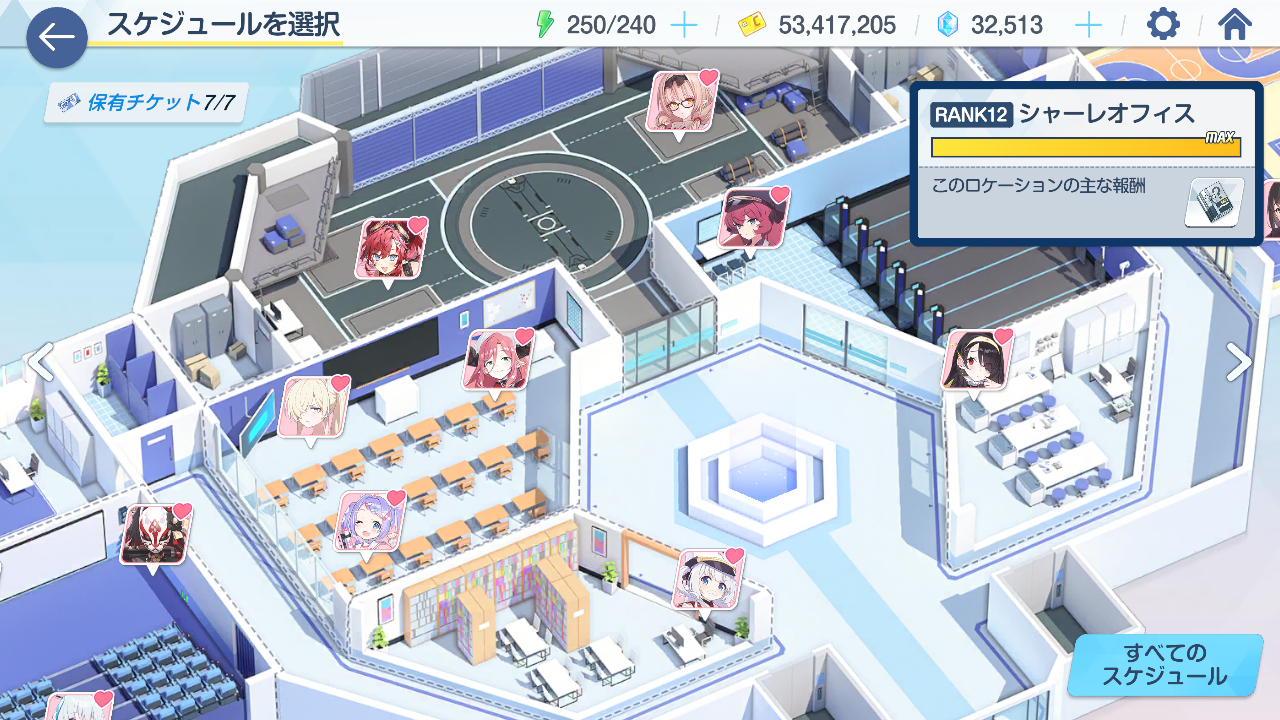 スケジュールを選択
250/240
53,417,205
32,513
保有チケット 7/7
RANK12 シャーレオフィス
MAX
このロケーションの主な報酬
すべての
スケジュール